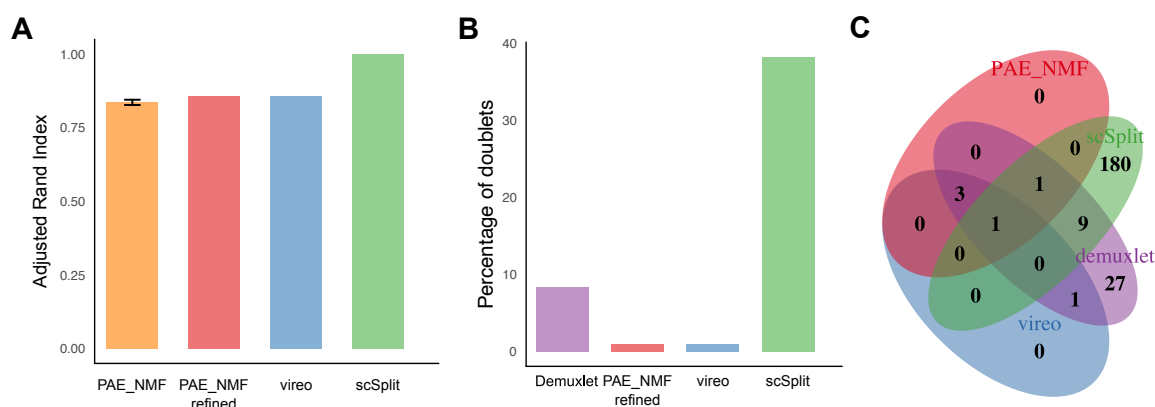 A
Adjusted Rand Index
1.00
0.75
0.50
0.25
0.00
PAE_NMF
PAE_NMF
refined
vireo
scSplit
B
Percentage of doublets
40
30
20
10
0
Demuxlet
PAE_NMF
refined
vireo
scSplit
C
PAE_NMF
0
scSplit
0
0
180
3
1
0
1
9
0
0
demuxlet
27
0
1
vireo
0